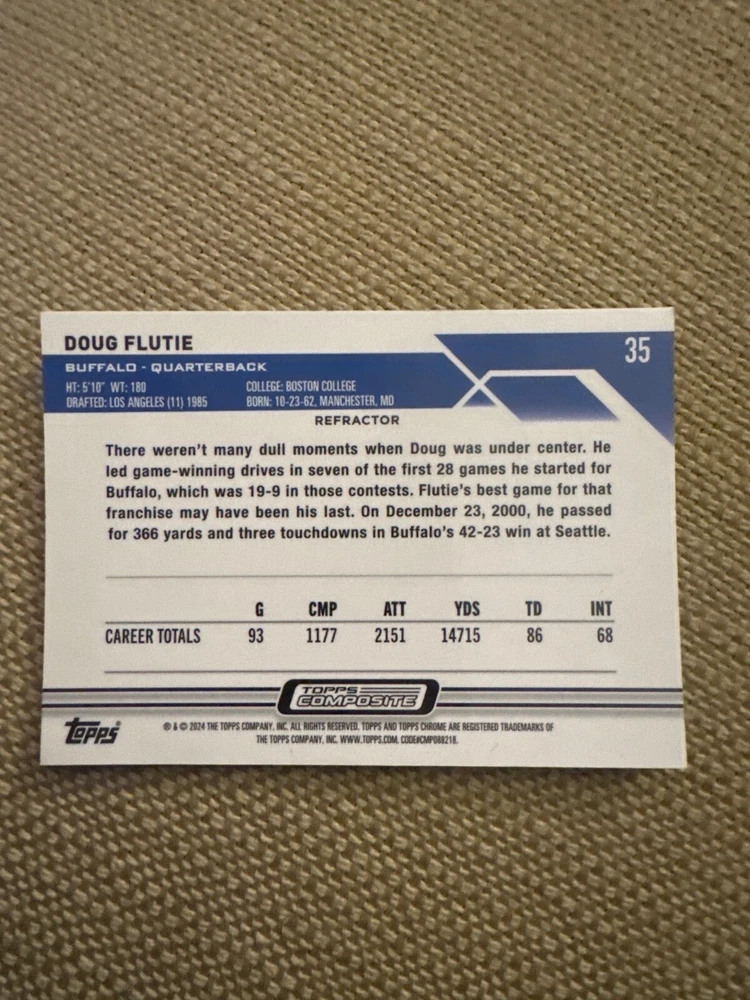 DOUG FLUTIE
35
BUFFALO - QUARTERBACK
HT: 5'10" WT: 180 COLLEGE: BOSTON COLLEGE
DRAFTED: LOS ANGELES (11) 1985 BORN: 10-23-62, MANCHESTER, MD
REFRACTOR
There weren't many dull moments when Doug was under center. He
led game-winning drives in seven of the first 28 games he started for
Buffalo, which was 19-9 in those contests. Flutie's best game for that
franchise may have been his last. On December 23, 2000, he passed
for 366 yards and three touchdowns in Buffalo's 42-23 win at Seattle.
G CMP ATT YDS TD INT
CAREER TOTALS 93 1177 2151 14715 86 68
TOPPS
COMPOSITE
Topps®
® & © 2024 THE TOPPS COMPANY, INC. ALL RIGHTS RESERVED. TOPPS AND TOPPS CHROME ARE REGISTERED TRADEMARKS OF
THE TOPPS COMPANY, INC. WWW.TOPPS.COM. CODE#CMP088218.